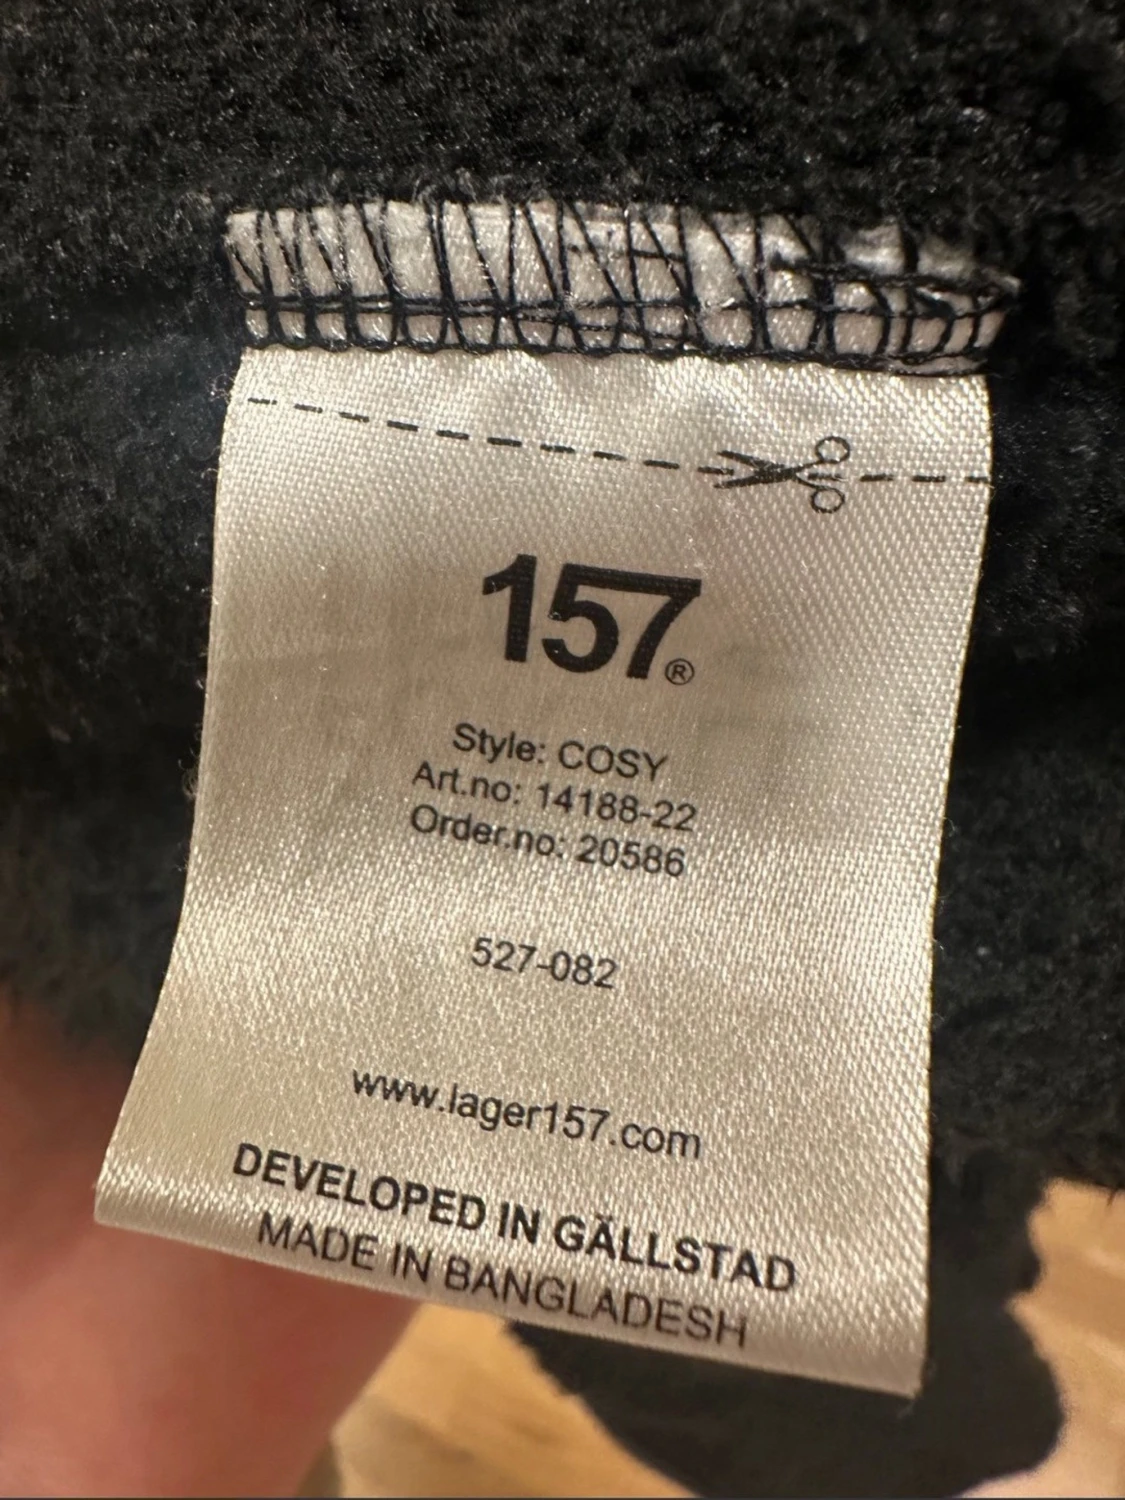 157®
Style: COSY
Art.no: 14188-22
Order.no: 20586
527-082
www.lager157.com
DEVELOPED IN GÄLLSTAD
MADE IN BANGLADESH